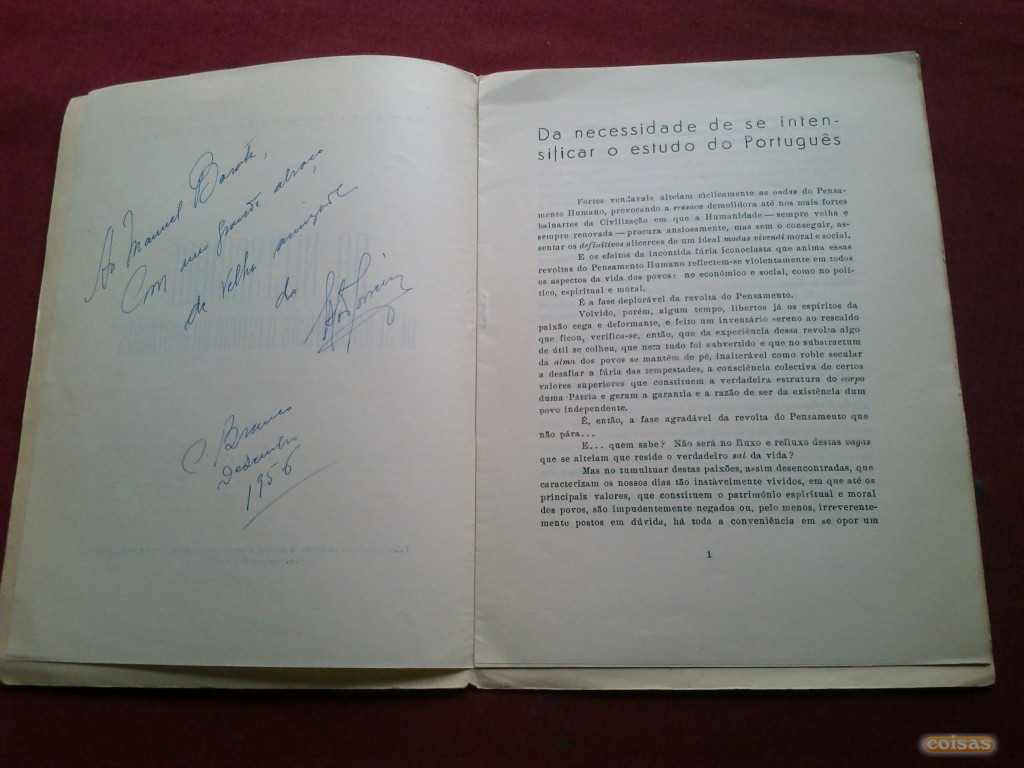 Ao Manuel Barata,
Com um grande abraço
de velha amizade
do
C. Branco
Dezembro
1956
Da necessidade de se inten-
sificar o estudo do Português
Fortes vendavais alteiam ciclicamente as ondas do Pensa-
mento Humano, provocando a ressaca demolidora até nos mais fortes
baluartes da Civilização em que a Humanidade — sempre velha e
sempre renovada — procura ansiosamente, mas sem o conseguir, as-
sentar os definitivos alicerces de um ideal modus vivendi moral e social.
E os efeitos da incontida fúria iconoclasta que anima essas
revoltas do Pensamento Humano reflectem-se violentamente em todos
os aspectos da vida dos povos: no económico e social, como no polí-
tico, espiritual e moral.
É a fase deplorável da revolta do Pensamento.
Volvido, porém, algum tempo, libertos já os espíritos da
paixão cega e deformante, e feito um inventário sereno ao rescaldo
que ficou, verifica-se, então, que da experiência dessa revolta algo
de útil se colheu, que nem tudo foi subvertido e que no substractum
da alma dos povos se mantém de pé, inalterável como roble secular
a desafiar a fúria das tempestades, a consciência colectiva de certos
valores superiores que constituem a verdadeira estrutura do corpo
duma Pátria e geram a garantia e a razão de ser da existência dum
povo independente.
É, então, a fase agradável da revolta do Pensamento que
não pára...
E... quem sabe? Não será no fluxo e refluxo destas vagas
que se alteiam que reside o verdadeiro sal da vida?
Mas no tumultuar destas paixões, assim desencontradas, que
caracterizam os nossos dias tão instàvelmente vividos, em que até os
principais valores, que constituem o património espiritual e moral
dos povos, são impudentemente negados ou, pelo menos, irreverente-
mente postos em dúvida, há toda a conveniência em se opor um
1
coisas